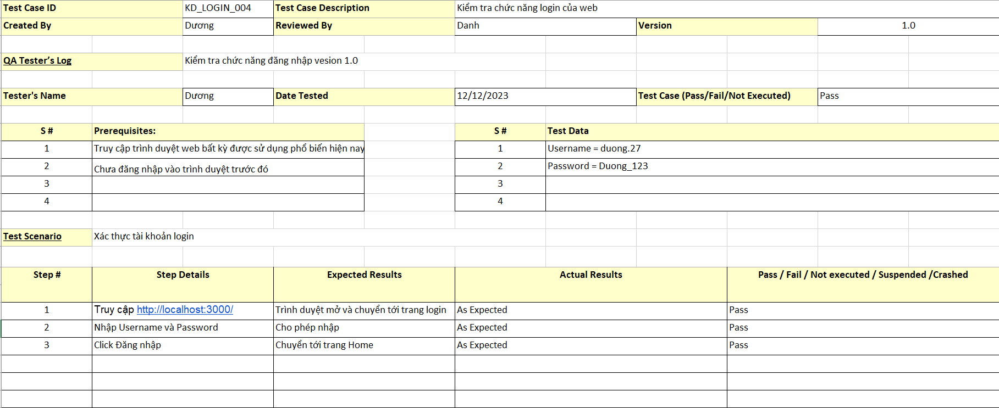 Test Case ID KD_LOGIN_004 Test Case Description Kiểm tra chức năng login của web
Created By Dương Reviewed By Danh Version 1.0
QA Tester’s Log Kiểm tra chức năng đăng nhập vesion 1.0
Tester's Name Dương Date Tested 12/12/2023 Test Case (Pass/Fail/Not Executed) Pass
S # Prerequisites: S # Test Data
1 Truy cập trình duyệt web bất kỳ được sử dụng phổ biến hiện nay 1 Username = duong.27
2 Chưa đăng nhập vào trình duyệt trước đó 2 Password = Duong_123
3 3
4 4
Test Scenario Xác thực tài khoản login
Step # Step Details Expected Results Actual Results Pass / Fail / Not executed / Suspended /Crashed
1 Truy cập http://localhost:3000/ Trình duyệt mở và chuyển tới trang login As Expected Pass
2 Nhập Username và Password Cho phép nhập As Expected Pass
3 Click Đăng nhập Chuyển tới trang Home As Expected Pass